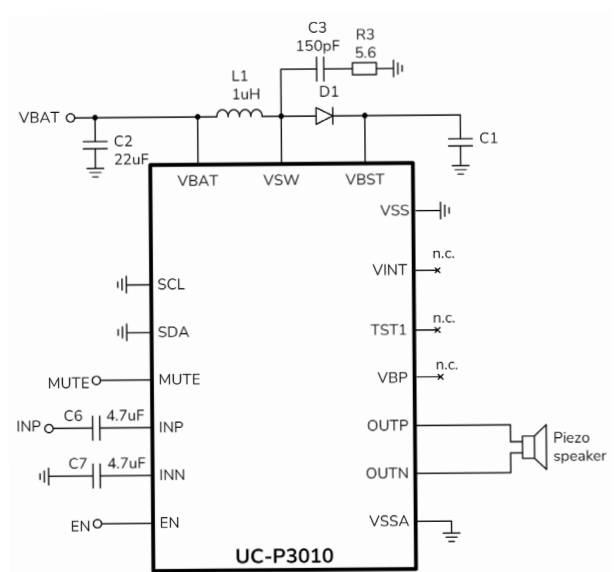 C3
150pF
R3
5.6
L1
1uH
D1
VBAT
C2
22uF
C1
VBAT
VSW
VBST
VSS
n.c.
VINT
SCL
n.c.
TST1
SDA
n.c.
VBP
MUTE
MUTE
C6
4.7uF
INP
INP
OUTP
Piezo
speaker
C7
4.7uF
INN
OUTN
EN
EN
VSSA
UC-P3010